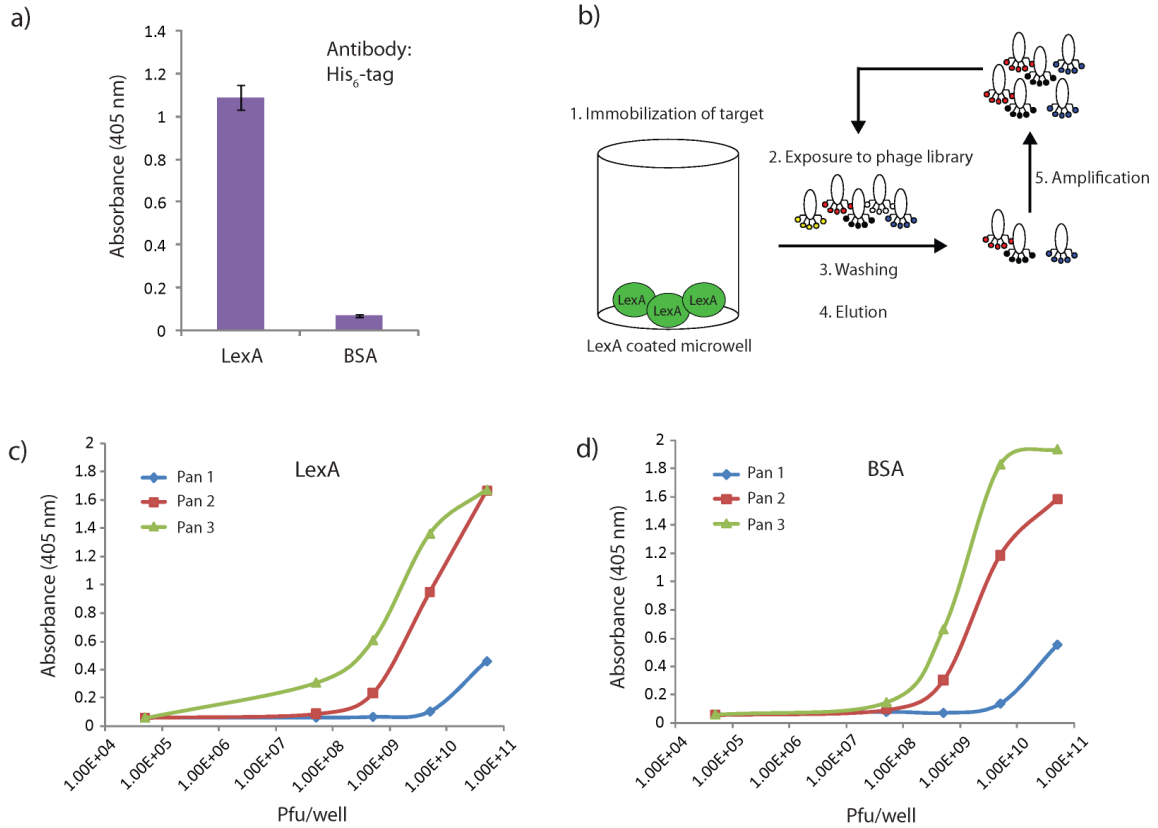 a)
1.4
1.2
1
0.8
0.6
0.4
0.2
0
Absorbance (405 nm)
Antibody:
His6-tag
LexA
BSA
b)
1. Immobilization of target
LexA
LexA
LexA
LexA coated microwell
2. Exposure to phage library
3. Washing
4. Elution
5. Amplification
c)
2
1.8
1.6
1.4
1.2
1
0.8
0.6
0.4
0.2
0
Absorbance (405 nm)
LexA
Pan 1
Pan 2
Pan 3
1.00E+04
1.00E+05
1.00E+06
1.00E+07
1.00E+08
1.00E+09
1.00E+10
1.00E+11
Pfu/well
d)
2
1.8
1.6
1.4
1.2
1
0.8
0.6
0.4
0.2
0
Absorbance (405 nm)
BSA
Pan 1
Pan 2
Pan 3
1.00E+04
1.00E+05
1.00E+06
1.00E+07
1.00E+08
1.00E+09
1.00E+10
1.00E+11
Pfu/well